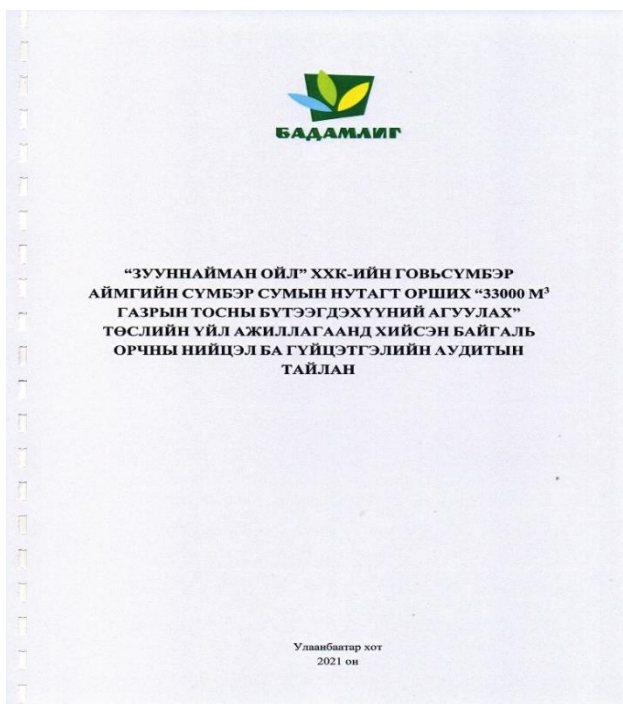 БАДАМЛИГ
“ЗУУННАЙМАН ОЙЛ” ХХК-ИЙН ГОВЬСҮМБЭР
АЙМГИЙН СҮМБЭР СУМЫН НУТАГТ ОРШИХ “33000 М³
ГАЗРЫН ТОСНЫ БҮТЭЭГДЭХҮҮНИЙ АГУУЛАХ”
ТӨСЛИЙН ҮЙЛ АЖИЛЛАГААНД ХИЙСЭН БАЙГАЛЬ
ОРЧНЫ НИЙЦЭЛ БА ГҮЙЦЭТГЭЛИЙН АУДИТЫН
ТАЙЛАН
Улаанбаатар хот
2021 он